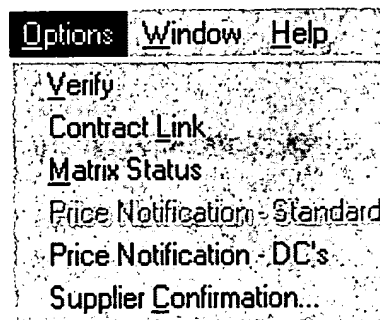 Options Window Help
Verify
Contract Link
Matrix Status
Price Notification - Standard
Price Notification - DC's
Supplier Confirmation...